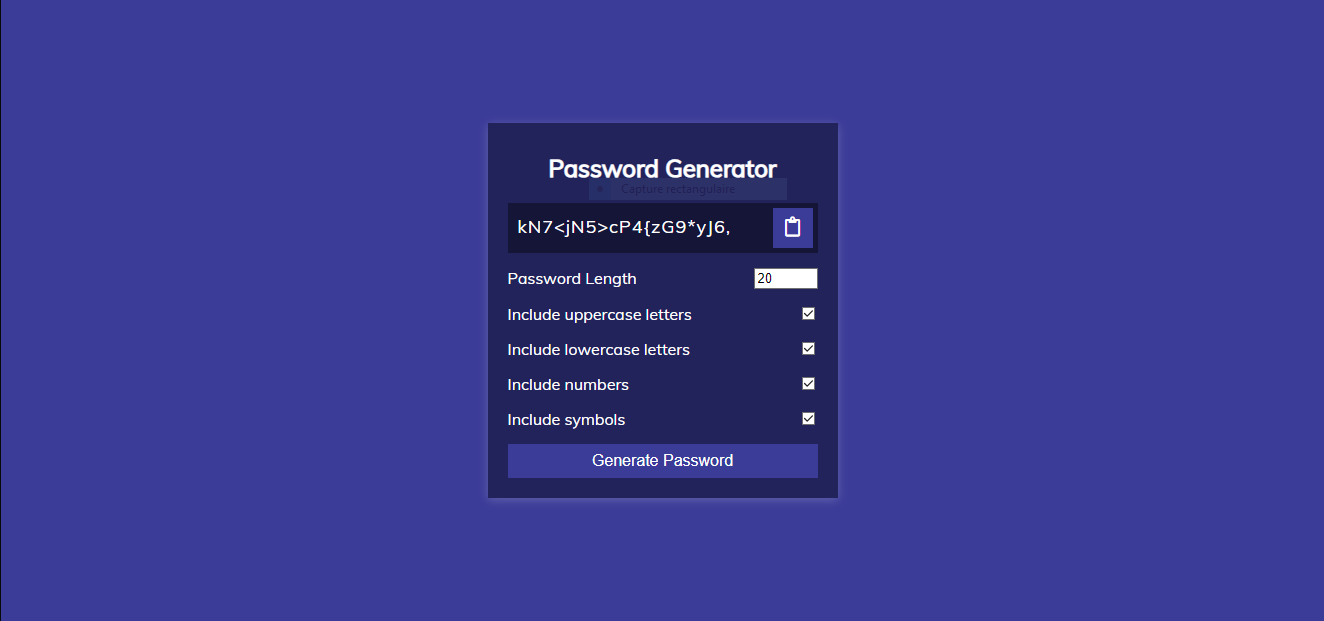 Password Generator
Capture rectangulaire
kN7<jN5>cP4{zG9*yJ6,
Password Length
20
Include uppercase letters
Include lowercase letters
Include numbers
Include symbols
Generate Password